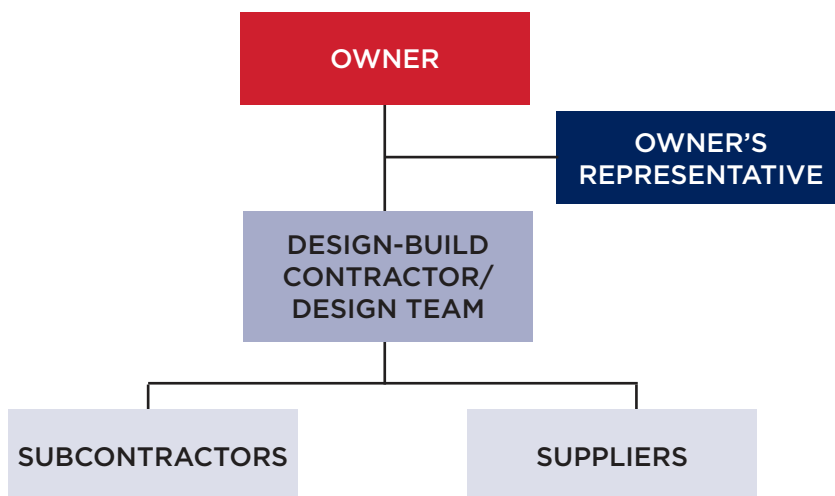 OWNER
OWNER’S
REPRESENTATIVE
DESIGN-BUILD
CONTRACTOR/
DESIGN TEAM
SUBCONTRACTORS
SUPPLIERS